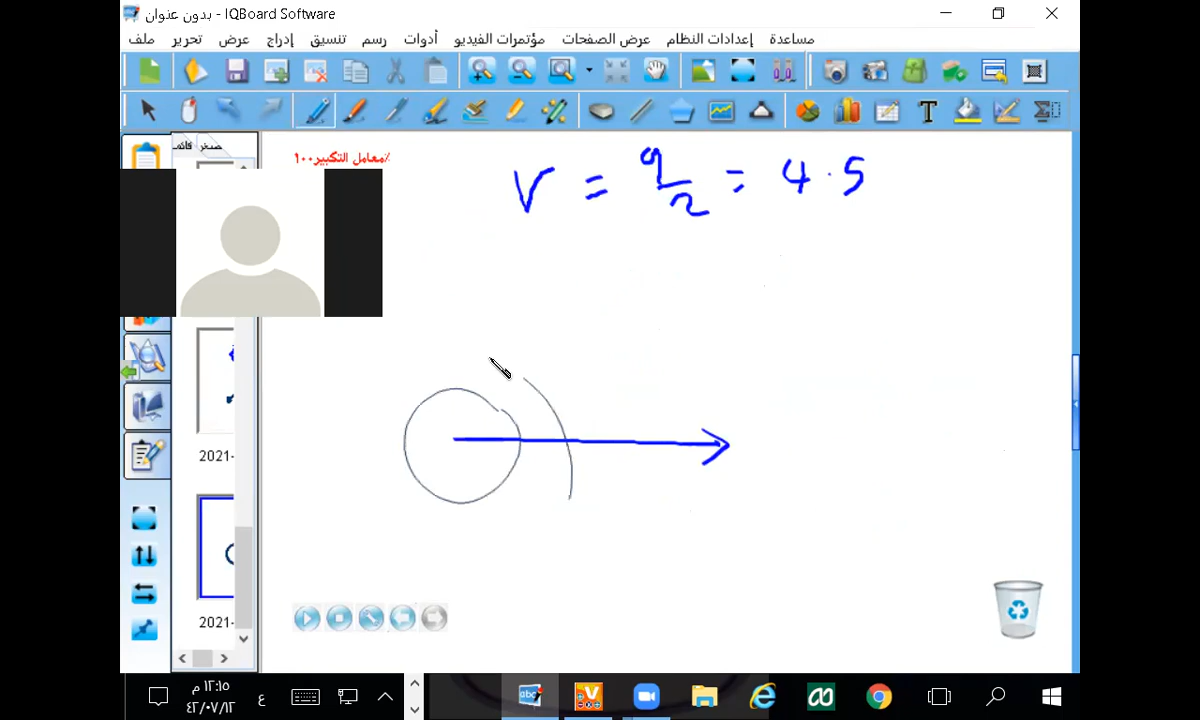 بدون عنوان - IQBoard Software
ملف تحرير عرض إدراج تنسيق رسم أدوات مؤتمرات الفيديو عرض الصفحات إعدادات النظام مساعدة
معامل التكبير١٠٠٪
V = 9/2 = 4.5
2021-
2021-
١٢:١٥ م
ع
٤٢/٠٧/١٢